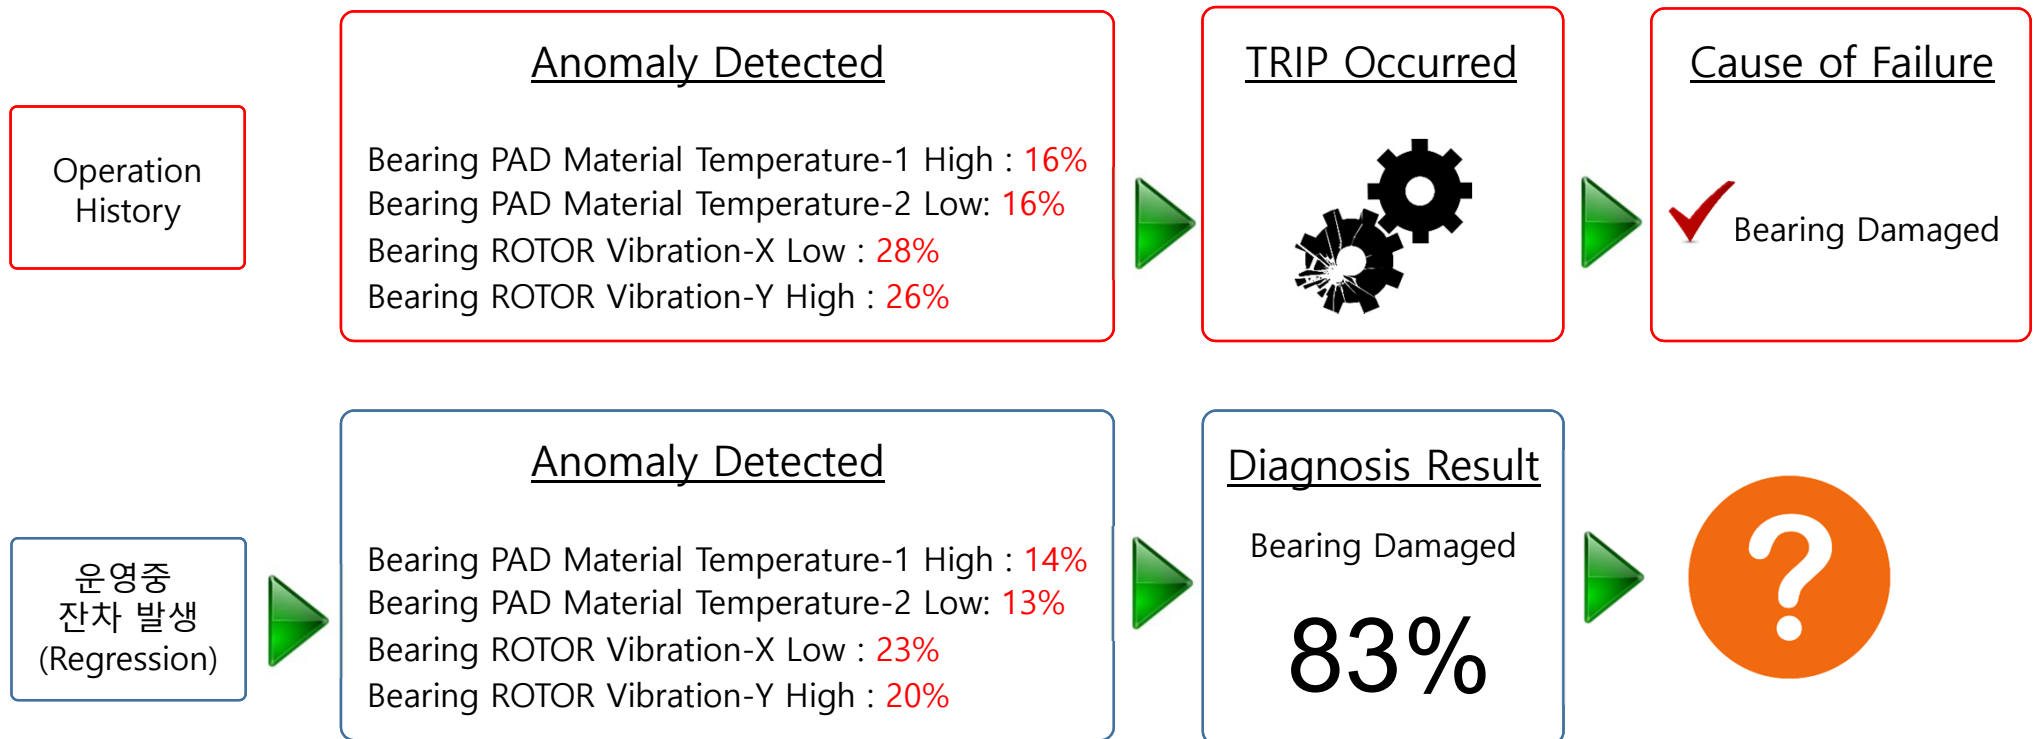 Operation
History
Anomaly Detected
Bearing PAD Material Temperature-1 High : 16%
Bearing PAD Material Temperature-2 Low: 16%
Bearing ROTOR Vibration-X Low : 28%
Bearing ROTOR Vibration-Y High : 26%
TRIP Occurred
Cause of Failure
Bearing Damaged
운영중
잔차 발생
(Regression)
Anomaly Detected
Bearing PAD Material Temperature-1 High : 14%
Bearing PAD Material Temperature-2 Low: 13%
Bearing ROTOR Vibration-X Low : 23%
Bearing ROTOR Vibration-Y High : 20%
Diagnosis Result
Bearing Damaged
83%
?